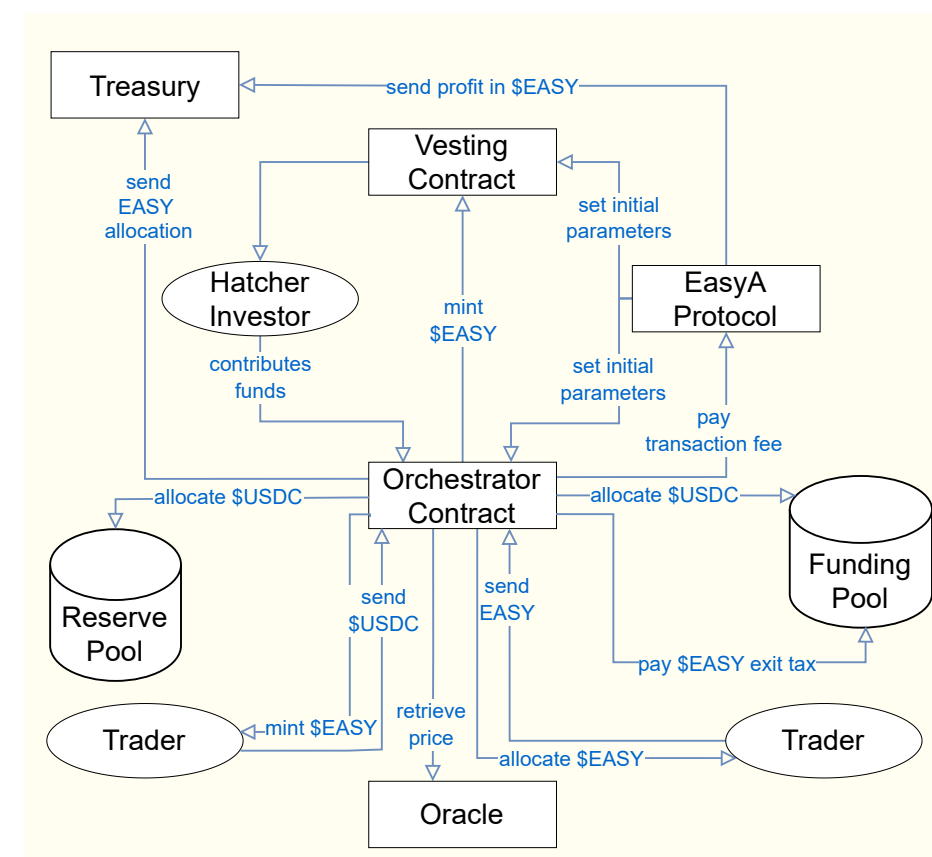 Treasury
send profit in $EASY
Vesting
Contract
send
EASY
allocation
set initial
parameters
Hatcher
Investor
EasyA
Protocol
mint
$EASY
contributes
funds
set initial
parameters
pay
transaction fee
Orchestrator
Contract
allocate $USDC
allocate $USDC
Funding
Pool
Reserve
Pool
send
$USDC
send
EASY
pay $EASY exit tax
Trader
mint $EASY
retrieve
price
allocate $EASY
Trader
Oracle